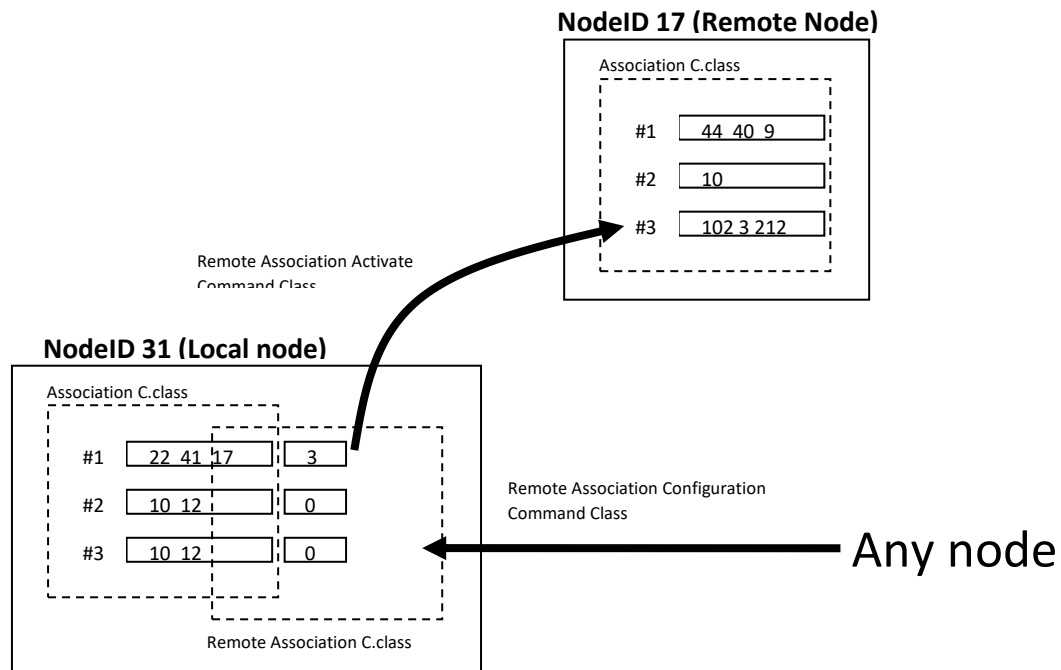 NodeID 17 (Remote Node)
Association C.class
#1 44 40 9
#2 10
#3 102 3 212
Remote Association Activate
Command Class
NodeID 31 (Local node)
Association C.class
#1 22 41 17 3
#2 10 12 0
#3 10 12 0
Remote Association Configuration
Command Class
Any node
Remote Association C.class